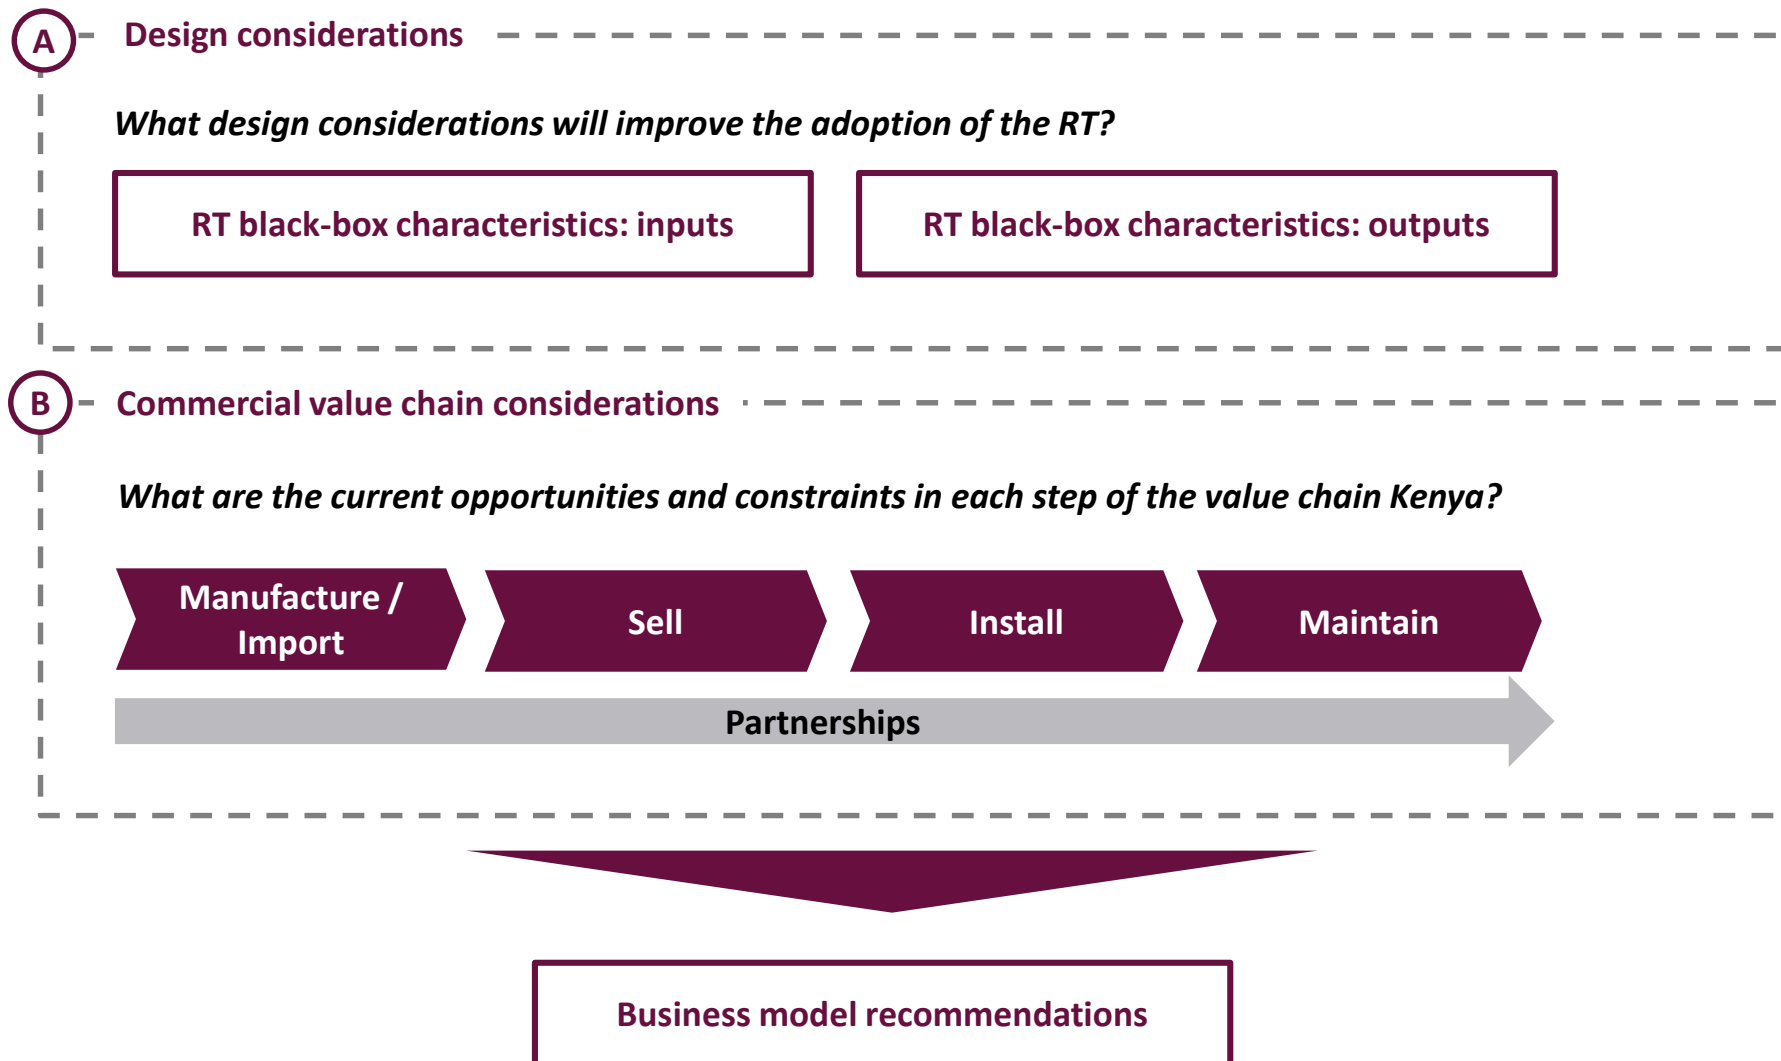 A
Design considerations
What design considerations will improve the adoption of the RT?
RT black-box characteristics: inputs
RT black-box characteristics: outputs
B
Commercial value chain considerations
What are the current opportunities and constraints in each step of the value chain Kenya?
Manufacture /
Import
Sell
Install
Maintain
Partnerships
Business model recommendations